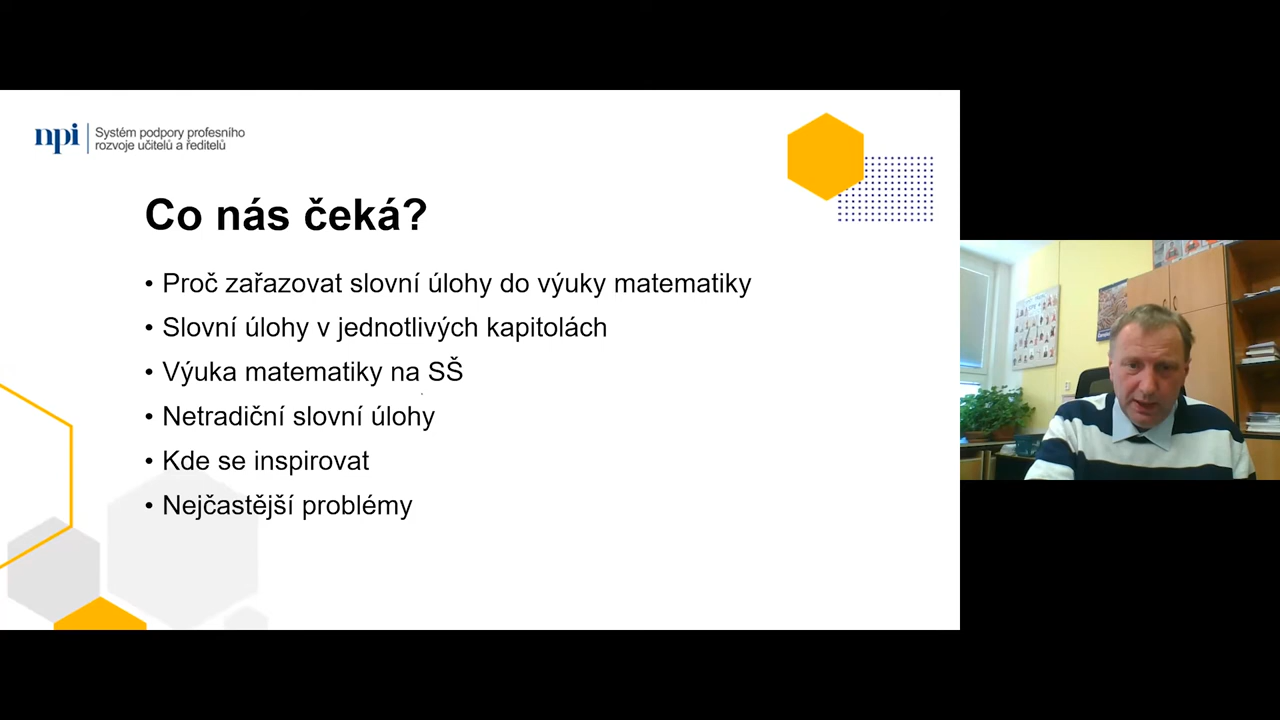 npi
Systém podpory profesního
rozvoje učitelů a ředitelů
Co nás čeká?
• Proč zařazovat slovní úlohy do výuky matematiky
• Slovní úlohy v jednotlivých kapitolách
• Výuka matematiky na SŠ
• Netradiční slovní úlohy
• Kde se inspirovat
• Nejčastější problémy